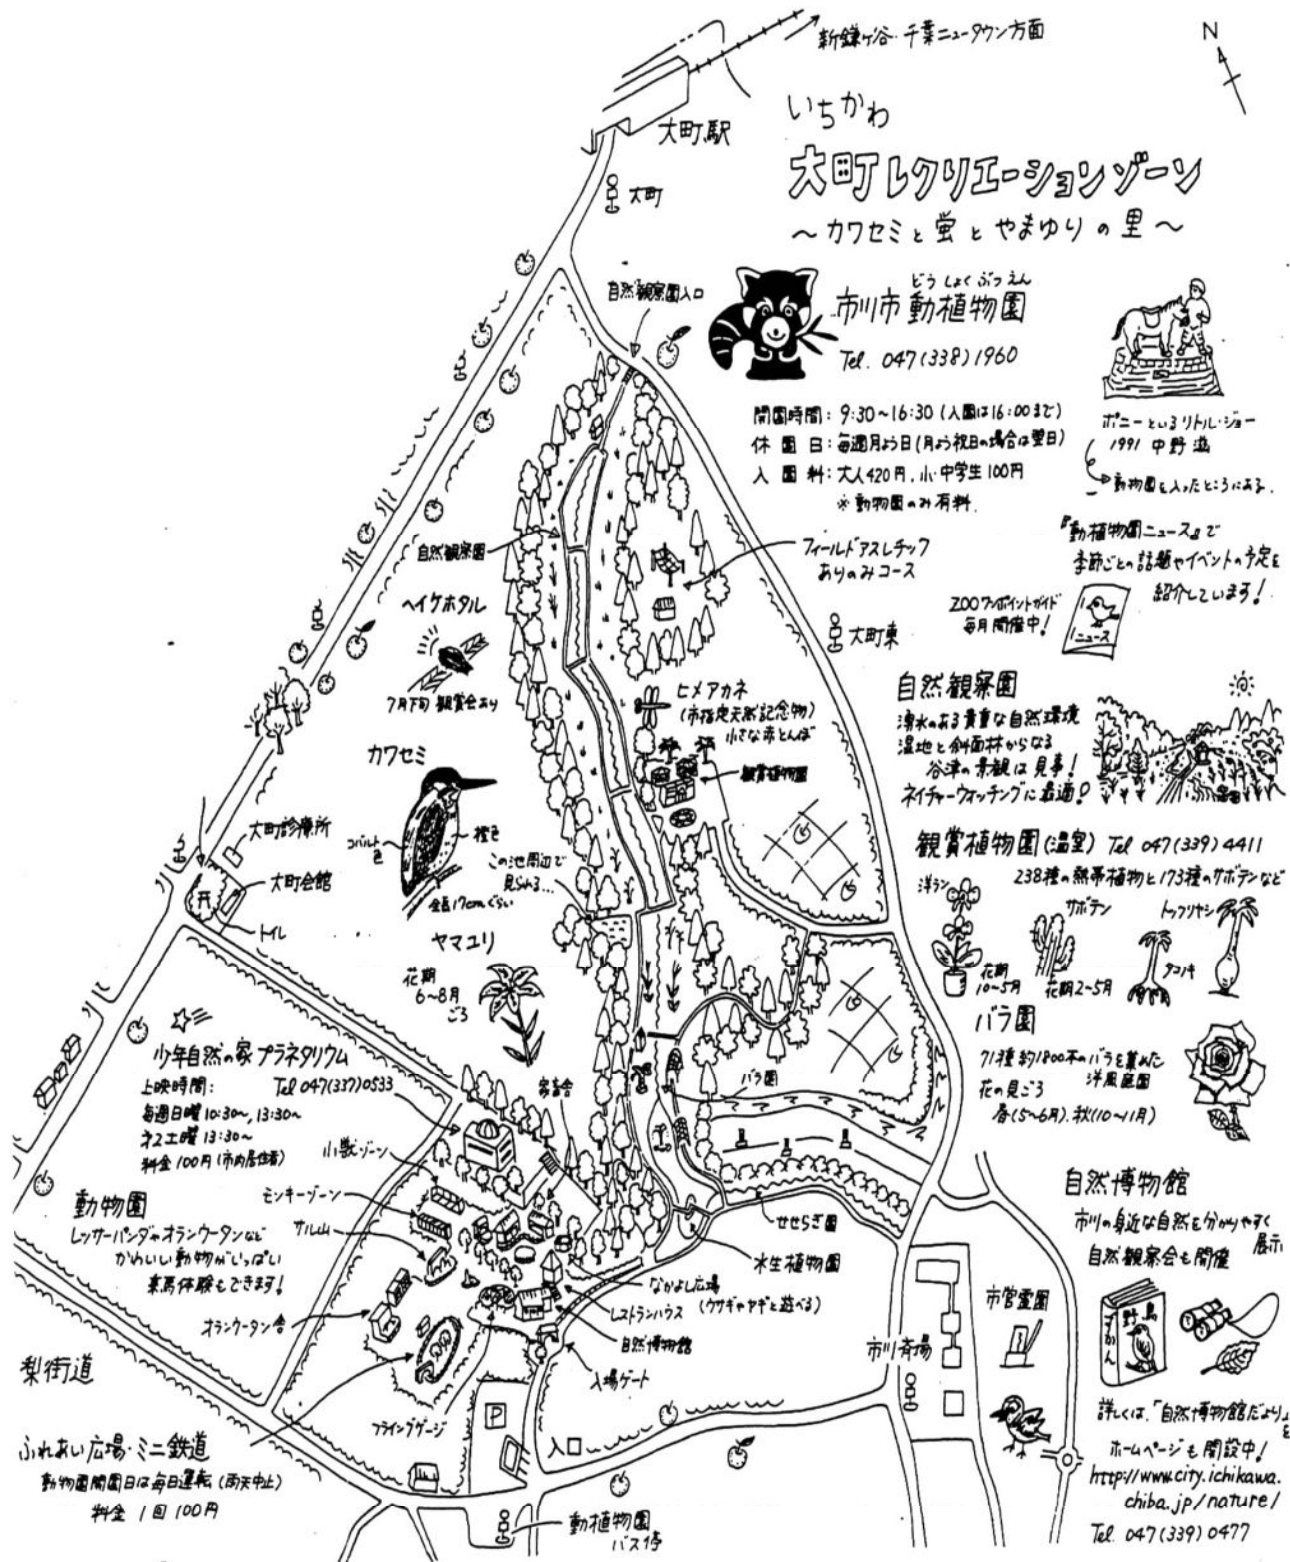 新鎌ヶ谷・千葉ニュータウン方面
N
大町駅
いちかわ
大町レクリエーションゾーン
～カワセミと蛍とやまゆりの里～
大町
自然観察園入口
どうしょくぶつえん
市川市動植物園
Tel. 047(338)1960
開園時間：9:30～16:30（入園は16:00まで）
休園日：毎週月よう日（月よう祝日の場合は翌日）
入園料：大人420円，小・中学生100円
※動物園のみ有料．
ポニーといるリトル・ジョー
1991 中野滋
動物園を入ったところにある．
『動植物園ニュース』で
季節ごとの話題やイベントの予定を
紹介しています！
ZOOワンポイントガイド
毎月開催中！
ニュース
自然観察園
フィールドアスレチック
ありのみコース
大町東
ヘイケホタル
7月下旬 観賞会あり
ヒメアカネ
（市指定天然記念物）
小さな赤とんぼ
観賞植物園
自然観察園
湧水のある貴重な自然環境
湿地と斜面林からなる
谷津の景観は見事！
ネイチャーウォッチングに最適！
カワセミ
コバルト色
橙色
全長17cmぐらい
この池周辺で
見られる…
大町診療所
大町会館
トイレ
観賞植物園（温室） Tel 047(339)4411
238種の熱帯植物と173種のサボテンなど
洋ラン
花期
10～5月
サボテン
花期2～5月
タコノキ
トックリヤシ
ヤマユリ
花期
6～8月
ごろ
バラ園
71種 約1800本のバラを集めた
洋風庭園
花の見ごろ
春（5～6月）．秋（10～11月）
少年自然の家 プラネタリウム
上映時間： Tel 047(337)0533
毎週日曜 10:30～, 13:30～
オ2土曜 13:30～
料金 100円（市内居住者）
家畜舎
バラ園
小獣ゾーン
モンキーゾーン
サル山
動物園
レッサーパンダやオランウータンなど
かわいい動物がいっぱい
乗馬体験もできます！
オランウータン舎
せせらぎ園
水生植物園
なかよし広場
（ウサギやヤギと遊べる）
レストランハウス
自然博物館
入場ゲート
フライングケージ
P
入口
梨街道
ふれあい広場・ミニ鉄道
動物園開園日は毎日運転（雨天中止）
料金 1回 100円
動植物園
バス停
市川斎場
市営霊園
自然博物館
市川の身近な自然を分かりやすく
展示
自然観察会も開催
野鳥
ずかん
詳しくは、「自然博物館だより」を
ホームページも開設中！
http://www.city.ichikawa.
chiba.jp/nature/
Tel. 047(339)0477